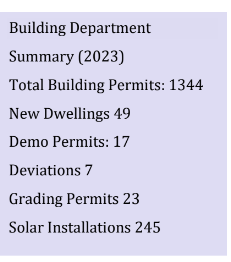 Building Department
Summary (2023)
Total Building Permits: 1344
New Dwellings 49
Demo Permits: 17
Deviations 7
Grading Permits 23
Solar Installations 245